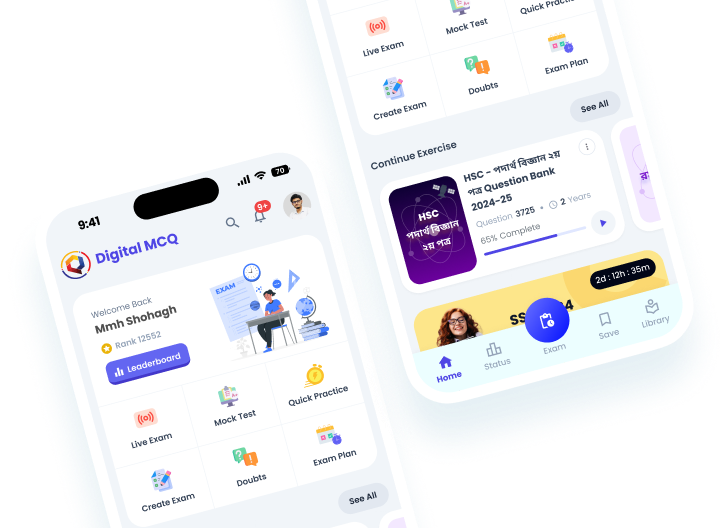 9:41
70
Digital MCQ
9+
Welcome Back
Mmh Shohagh
Rank 12552
Leaderboard
EXAM
Live Exam
Mock Test
Quick Practice
Create Exam
Doubts
Exam Plan
See All
Live Exam
Mock Test
Quick Practice
Create Exam
Doubts
Exam Plan
See All
Continue Exercise
HSC
পদার্থ বিজ্ঞান
২য় পত্র
HSC - পদার্থ বিজ্ঞান ২য়
পত্র Question Bank
2024-25
Question 3725 • 2 Years
65% Complete
2d : 12h : 35m
Home
Status
Exam
Save
Library